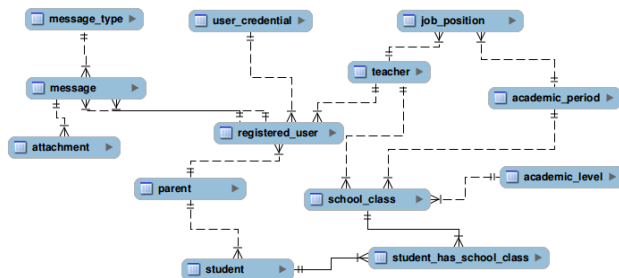 message_type
user_credential
job_position
teacher
message
academic_period
registered_user
attachment
academic_level
parent
school_class
student_has_school_class
student